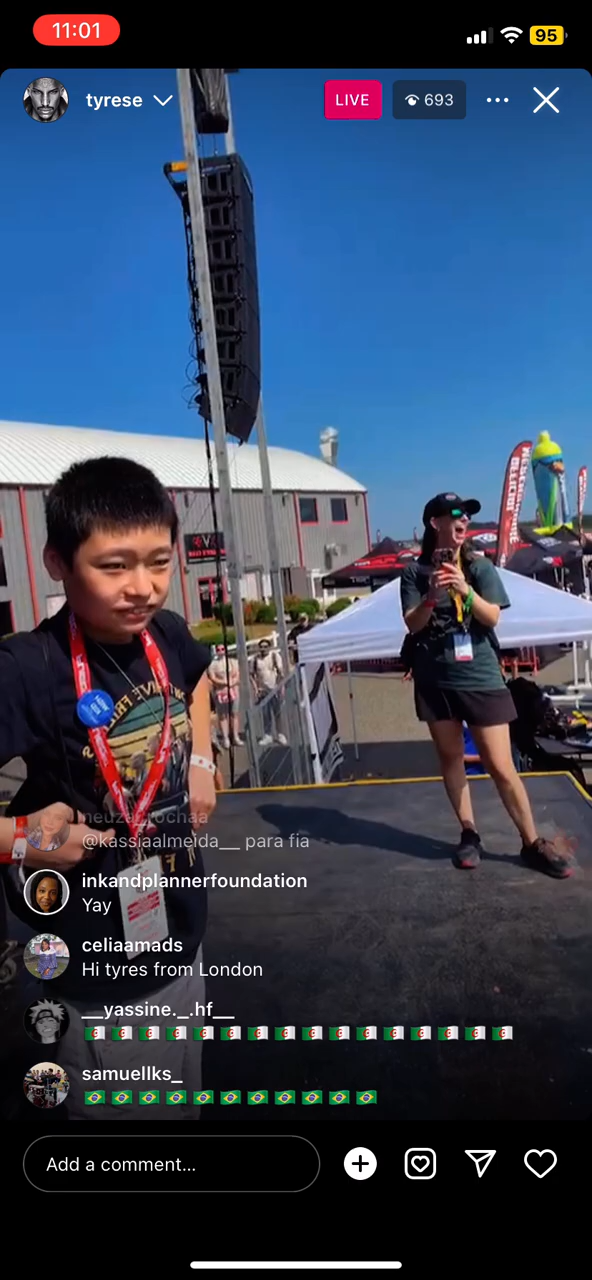 11:01
95
tyrese
LIVE
693
neuzaarochaa
@kassiaalmeida__ para fia
inkandplannerfoundation
Yay
celiaamads
Hi tyres from London
__yassine._.hf__
🇩🇿🇩🇿🇩🇿🇩🇿🇩🇿🇩🇿🇩🇿🇩🇿🇩🇿🇩🇿🇩🇿🇩🇿🇩🇿🇩🇿🇩🇿🇩🇿
samuellks_
🇧🇷🇧🇷🇧🇷🇧🇷🇧🇷🇧🇷🇧🇷🇧🇷🇧🇷🇧🇷🇧🇷
Add a comment...